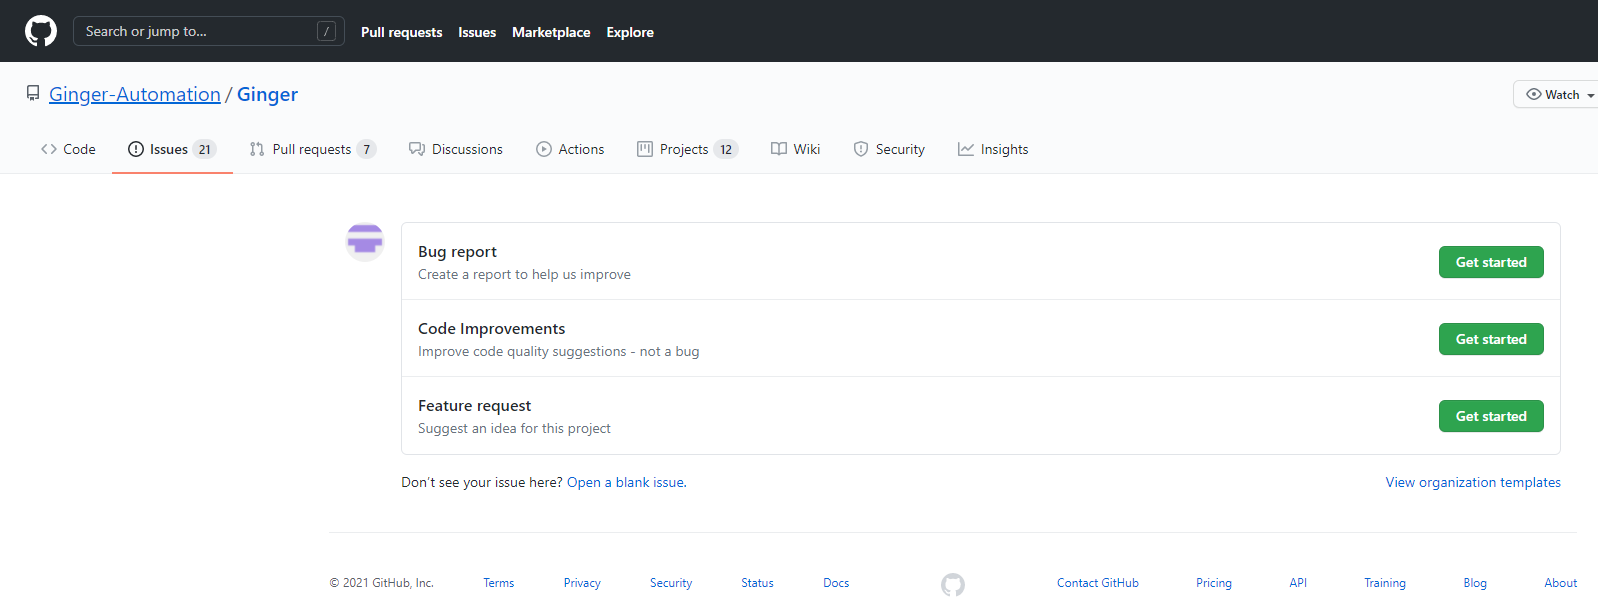 Search or jump to... /
Pull requests Issues Marketplace Explore
Ginger-Automation / Ginger
Watch
Code Issues 21 Pull requests 7 Discussions Actions Projects 12 Wiki Security Insights
Bug report
Create a report to help us improve
Get started
Code Improvements
Improve code quality suggestions - not a bug
Get started
Feature request
Suggest an idea for this project
Get started
Don't see your issue here? Open a blank issue.
View organization templates
© 2021 GitHub, Inc. Terms Privacy Security Status Docs Contact GitHub Pricing API Training Blog About